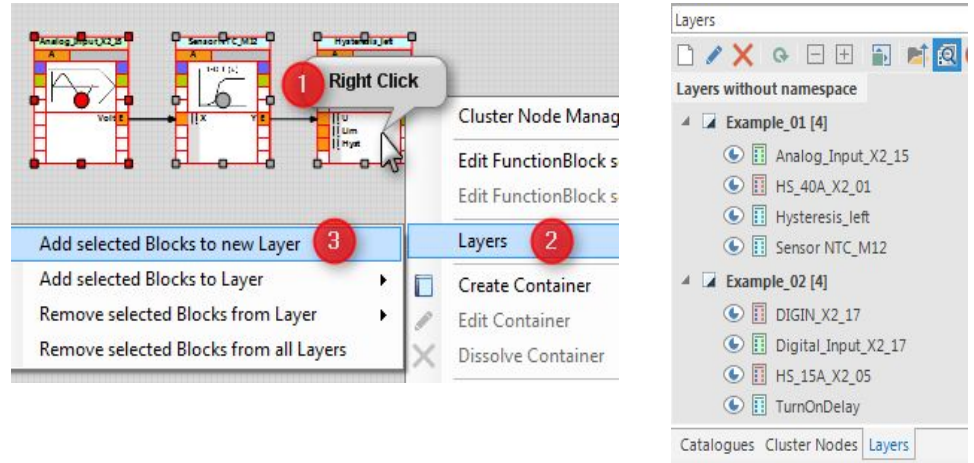 Analog_Input_X2_15
Sensor NTC_M12
Hysteresis_left
A
A
Volt E
X
Y E
U
Lim
Hyst
1
Right Click
Cluster Node Manag
Edit FunctionBlock s
Edit FunctionBlock s
Layers
2
Create Container
Edit Container
Dissolve Container
Add selected Blocks to new Layer
3
Add selected Blocks to Layer
Remove selected Blocks from Layer
Remove selected Blocks from all Layers
Layers
Layers without namespace
Example_01 [4]
Analog_Input_X2_15
HS_40A_X2_01
Hysteresis_left
Sensor NTC_M12
Example_02 [4]
DIGIN_X2_17
Digital_Input_X2_17
HS_15A_X2_05
TurnOnDelay
Catalogues Cluster Nodes Layers